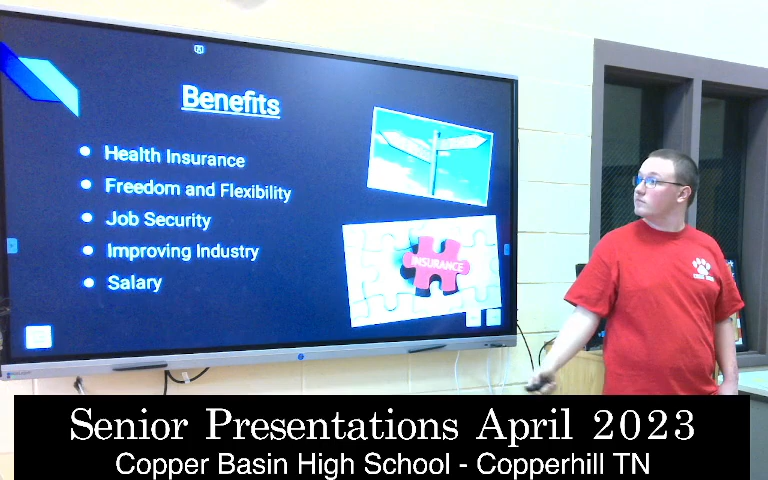 Benefits
Health Insurance
Freedom and Flexibility
Job Security
Improving Industry
Salary
INSURANCE
Senior Presentations April 2023
Copper Basin High School - Copperhill TN